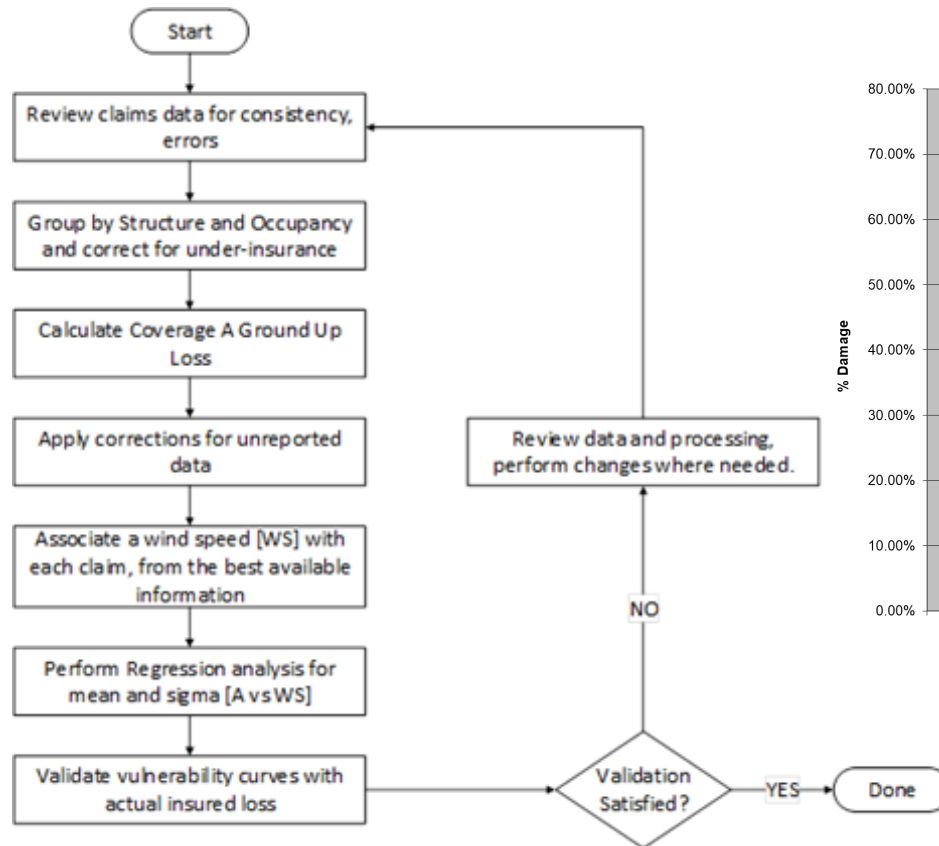 Start
Review claims data for consistency,
errors
Group by Structure and Occupancy
and correct for under-insurance
Calculate Coverage A Ground Up
Loss
Apply corrections for unreported
data
Associate a wind speed [WS] with
each claim, from the best available
information
Perform Regression analysis for
mean and sigma [A vs WS]
Validate vulnerability curves with
actual insured loss
Validation
Satisfied?
YES
Done
NO
Review data and processing,
perform changes where needed.
% Damage
80.00%
70.00%
60.00%
50.00%
40.00%
30.00%
20.00%
10.00%
0.00%